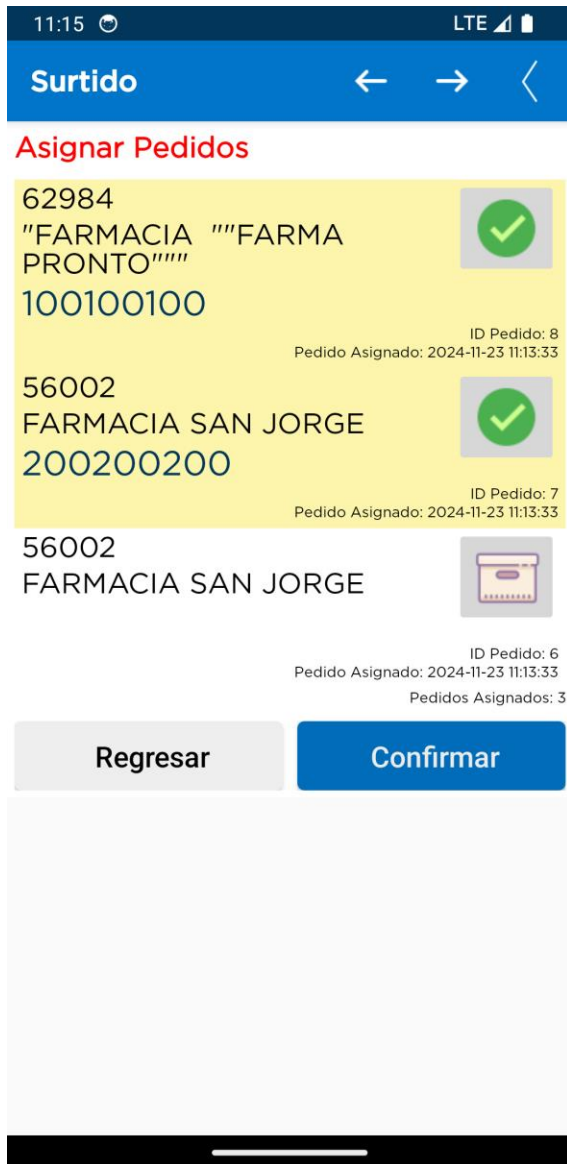 11:15
LTE
Surtido
Asignar Pedidos
62984
"FARMACIA ""FARMA
PRONTO"""
100100100
ID Pedido: 8
Pedido Asignado: 2024-11-23 11:13:33
56002
FARMACIA SAN JORGE
200200200
ID Pedido: 7
Pedido Asignado: 2024-11-23 11:13:33
56002
FARMACIA SAN JORGE
ID Pedido: 6
Pedido Asignado: 2024-11-23 11:13:33
Pedidos Asignados: 3
Regresar
Confirmar